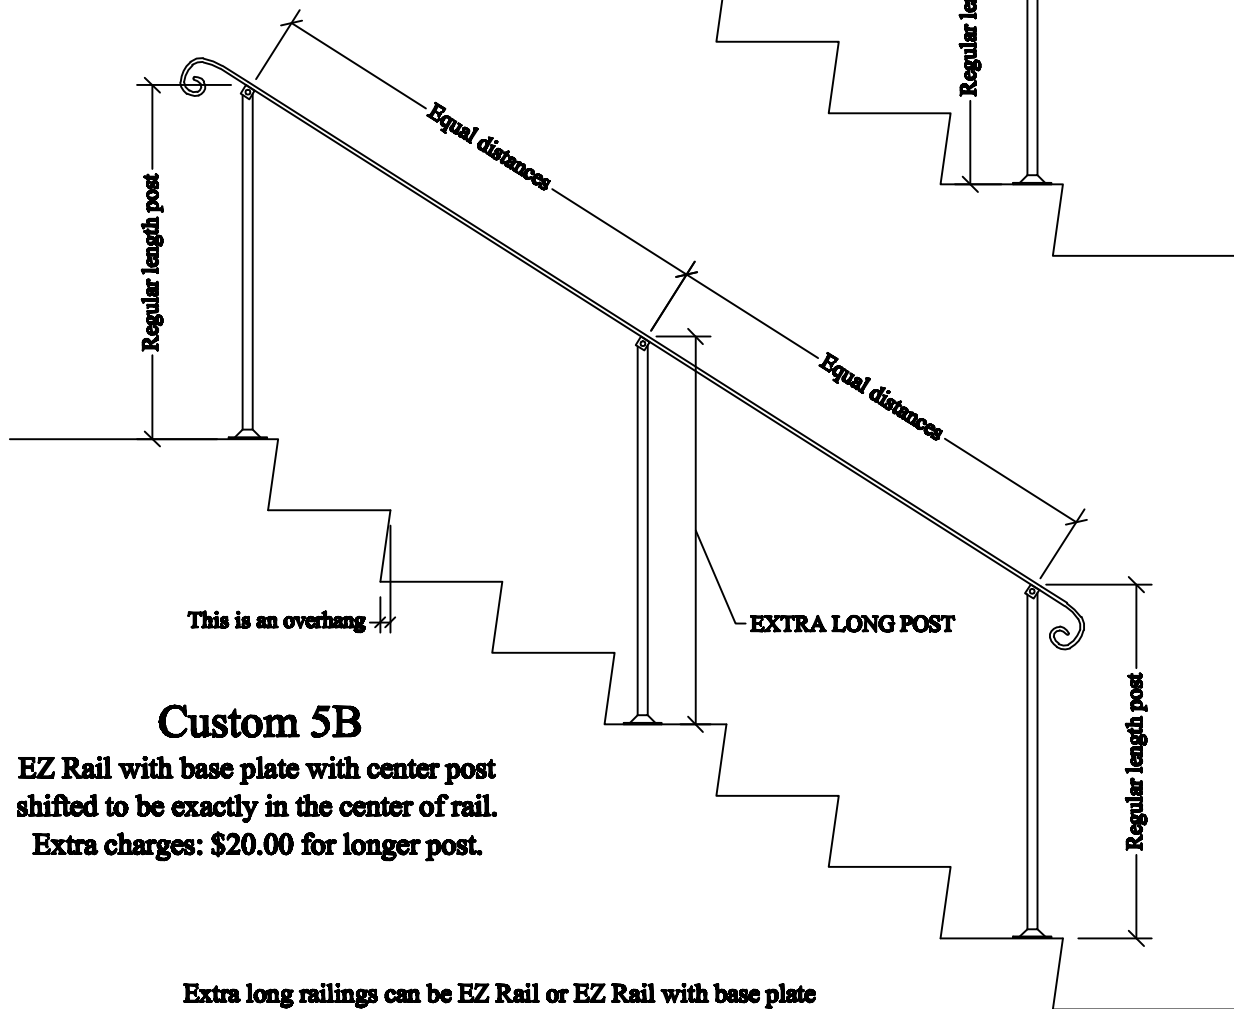 Regular le
Equal distances
Regular length post
Equal distances
This is an overhang
EXTRA LONG POST
Regular length post
Custom 5B
EZ Rail with base plate with center post
shifted to be exactly in the center of rail.
Extra charges: $20.00 for longer post.
Extra long railings can be EZ Rail or EZ Rail with base plate